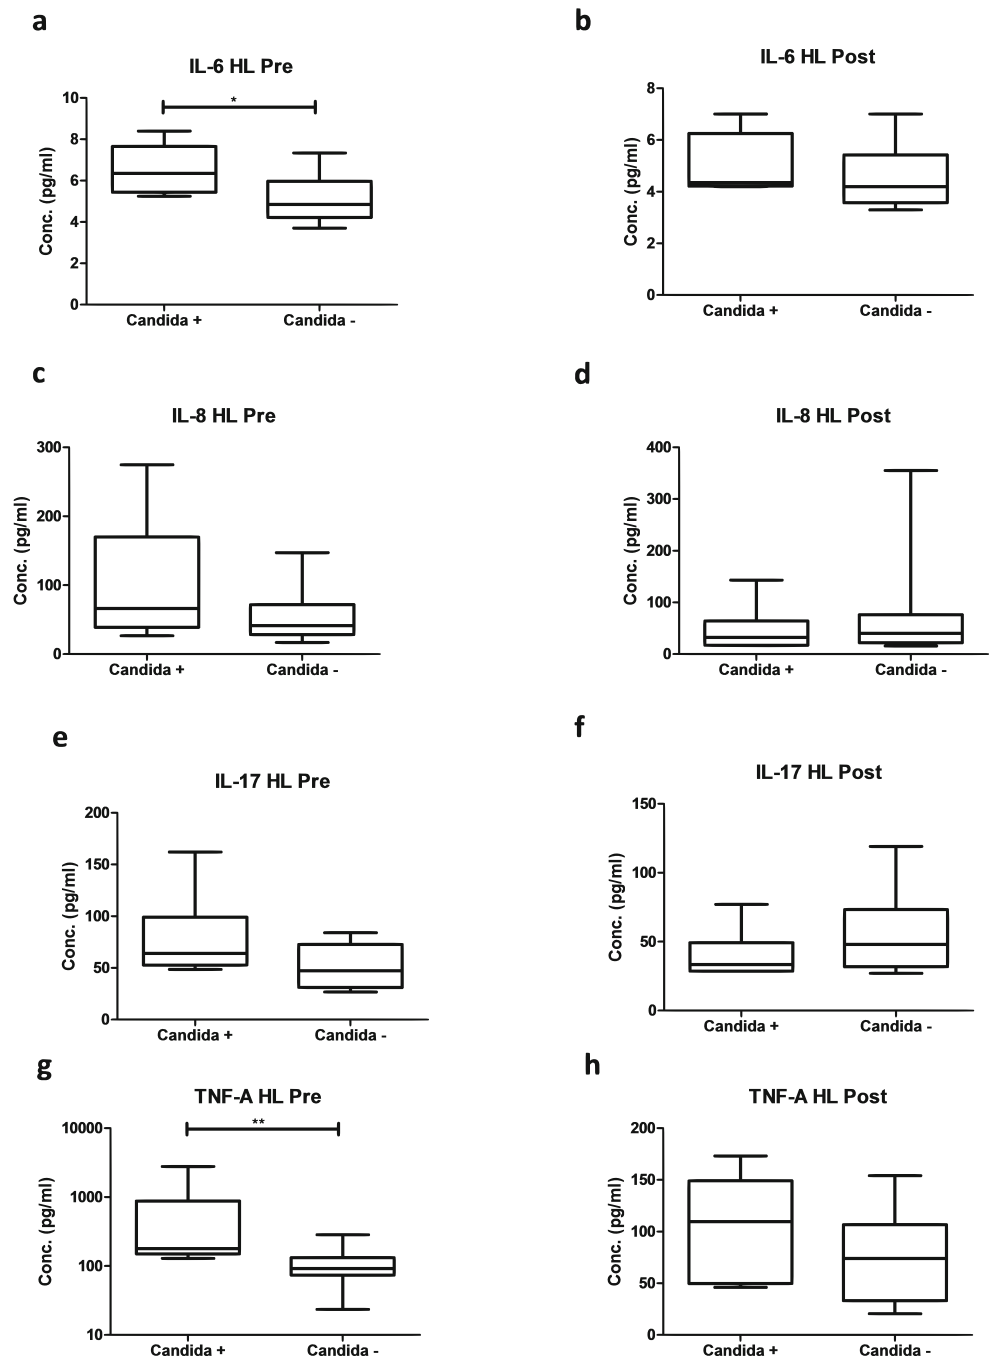 a
IL-6 HL Pre
Conc. (pg/ml)
10
8
6
4
2
0
*
Candida +
Candida -
b
IL-6 HL Post
Conc. (pg/ml)
8
6
4
2
0
Candida +
Candida -
c
IL-8 HL Pre
Conc. (pg/ml)
300
200
100
0
Candida +
Candida -
d
IL-8 HL Post
Conc. (pg/ml)
400
300
200
100
0
Candida +
Candida -
e
IL-17 HL Pre
Conc. (pg/ml)
200
150
100
50
0
Candida +
Candida -
f
IL-17 HL Post
Conc. (pg/ml)
150
100
50
0
Candida +
Candida -
g
TNF-A HL Pre
Conc. (pg/ml)
10000
1000
100
10
**
Candida +
Candida -
h
TNF-A HL Post
Conc. (pg/ml)
200
150
100
50
0
Candida +
Candida -